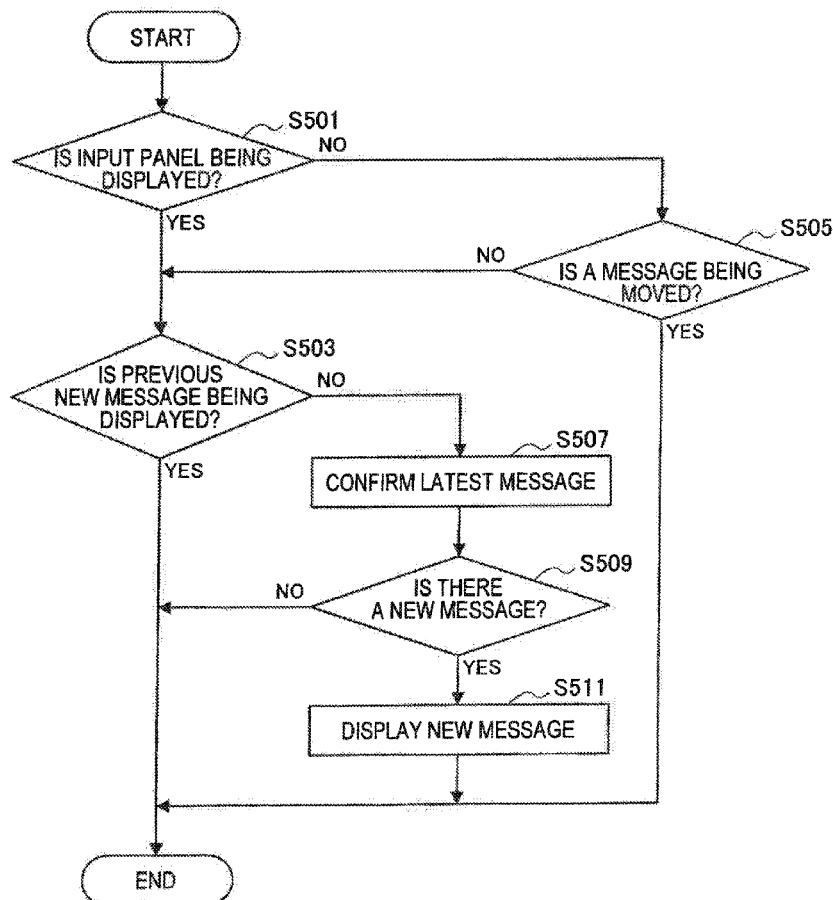 START
S501
IS INPUT PANEL BEING
DISPLAYED?
NO
YES
S505
IS A MESSAGE BEING
MOVED?
NO
YES
S503
IS PREVIOUS
NEW MESSAGE BEING
DISPLAYED?
NO
YES
S507
CONFIRM LATEST MESSAGE
S509
IS THERE
A NEW MESSAGE?
NO
YES
S511
DISPLAY NEW MESSAGE
END